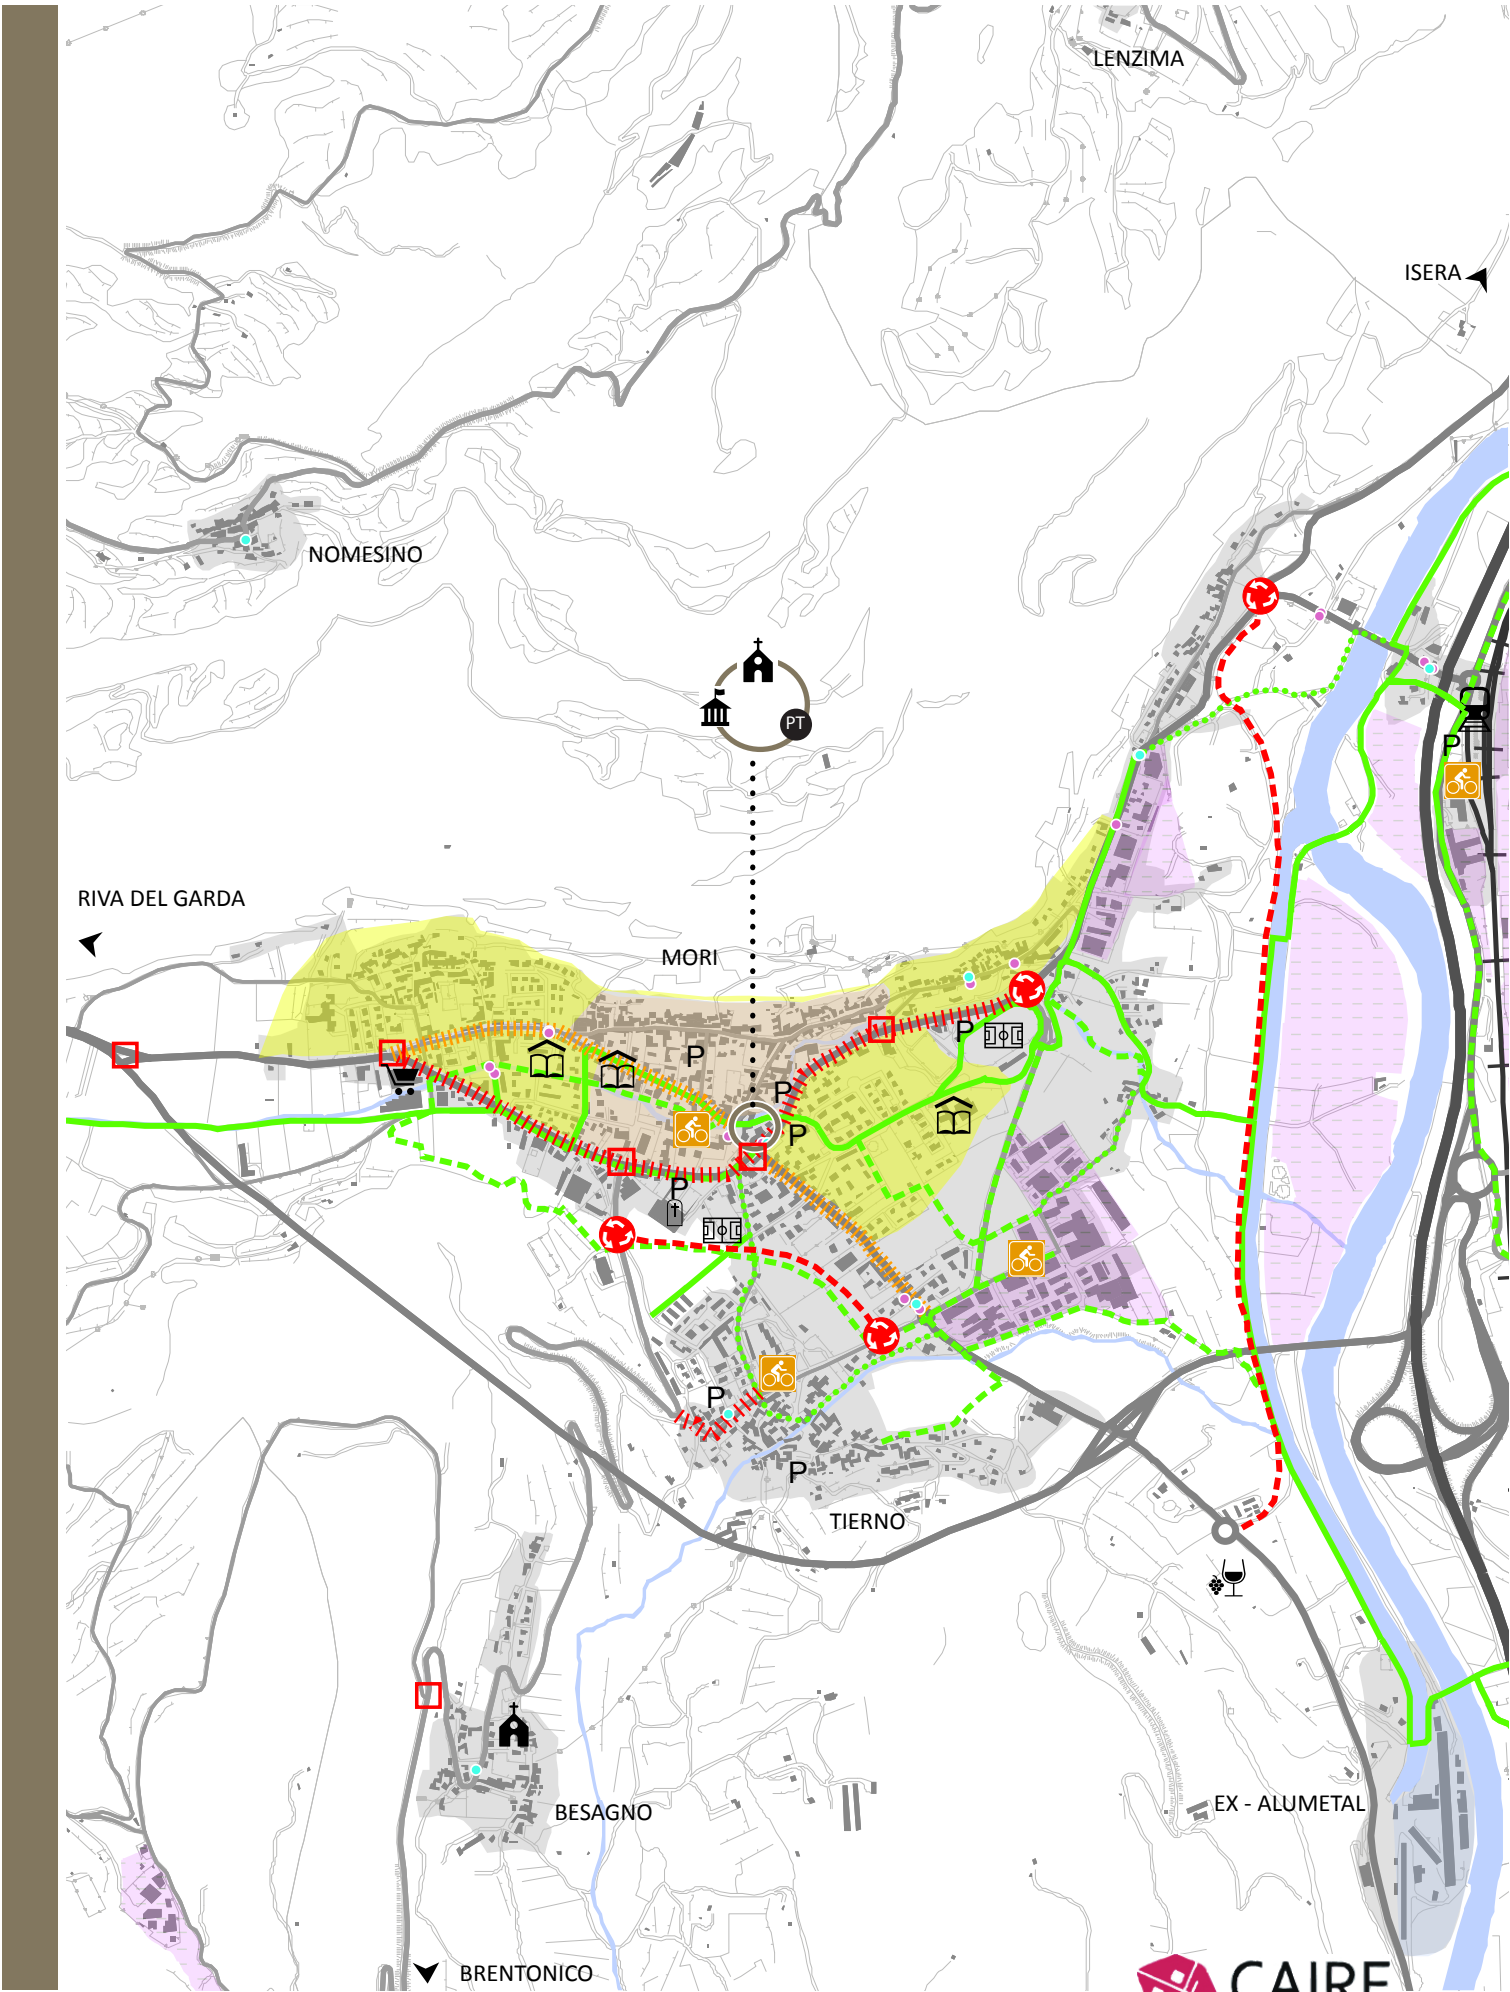 LENZIMA
ISERA
NOMESINO
PT
P
RIVA DEL GARDA
MORI
P
P
P
P
P
P
P
TIERNO
BESAGNO
EX - ALUMETAL
BRENTONICO
CAIRE